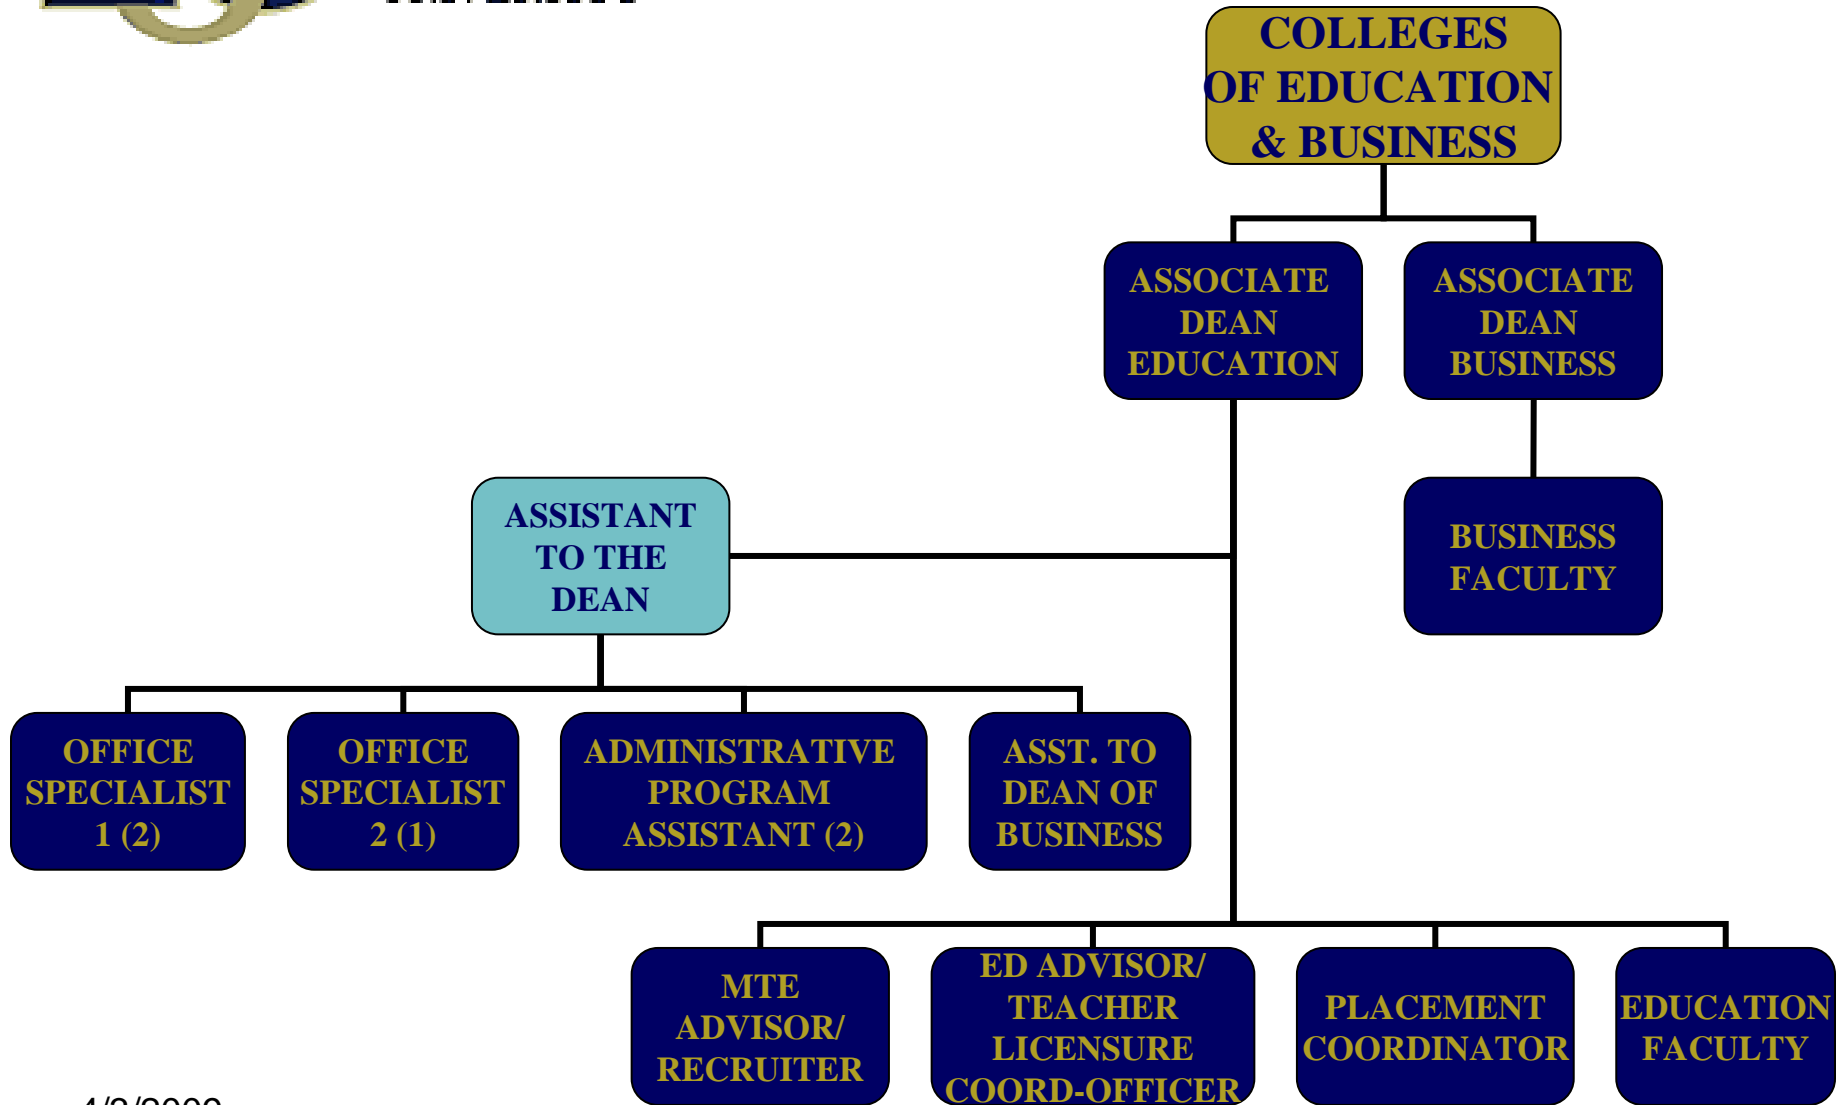 COLLEGES
OF EDUCATION
& BUSINESS
ASSOCIATE
DEAN
EDUCATION
ASSOCIATE
DEAN
BUSINESS
ASSISTANT
TO THE
DEAN
BUSINESS
FACULTY
OFFICE
SPECIALIST
1 (2)
OFFICE
SPECIALIST
2 (1)
ADMINISTRATIVE
PROGRAM
ASSISTANT (2)
ASST. TO
DEAN OF
BUSINESS
MTE
ADVISOR/
RECRUITER
ED ADVISOR/
TEACHER
LICENSURE
COORD-OFFICER
PLACEMENT
COORDINATOR
EDUCATION
FACULTY